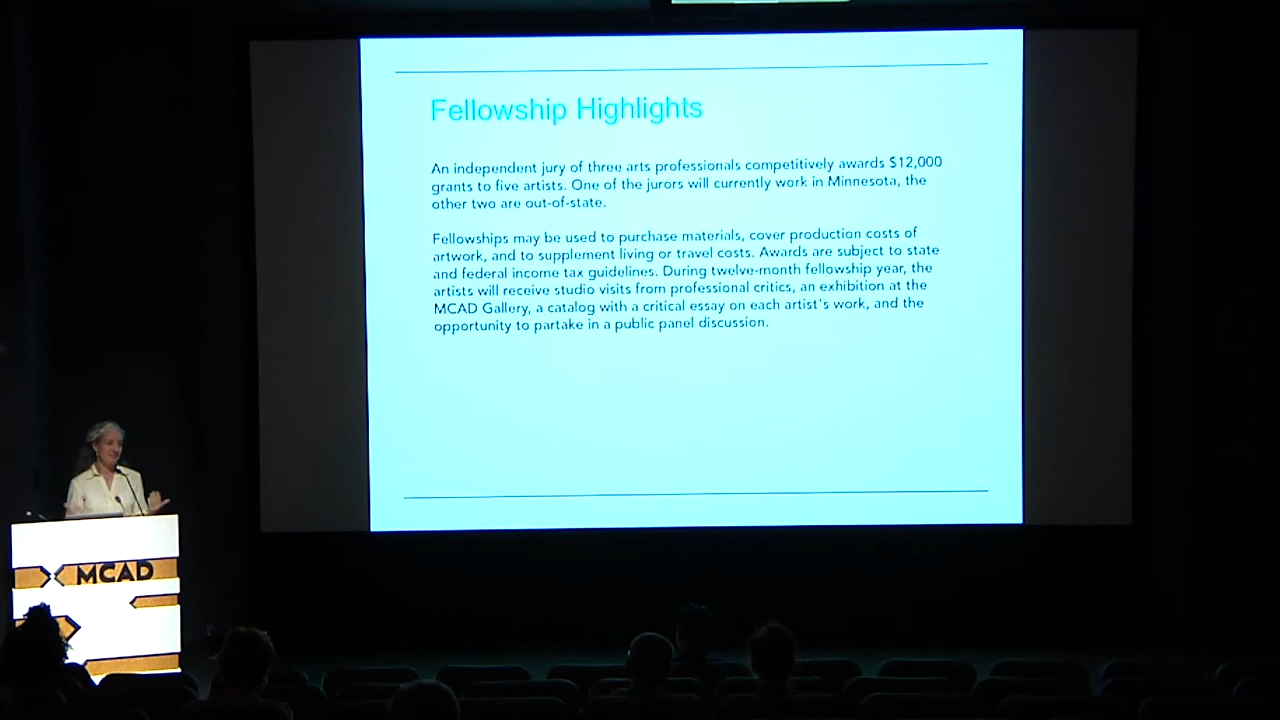 Fellowship Highlights
An independent jury of three arts professionals competitively awards $12,000
grants to five artists. One of the jurors will currently work in Minnesota, the
other two are out-of-state.
Fellowships may be used to purchase materials, cover production costs of
artwork, and to supplement living or travel costs. Awards are subject to state
and federal income tax guidelines. During twelve-month fellowship year, the
artists will receive studio visits from professional critics, an exhibition at the
MCAD Gallery, a catalog with a critical essay on each artist's work, and the
opportunity to partake in a public panel discussion.
MCAD